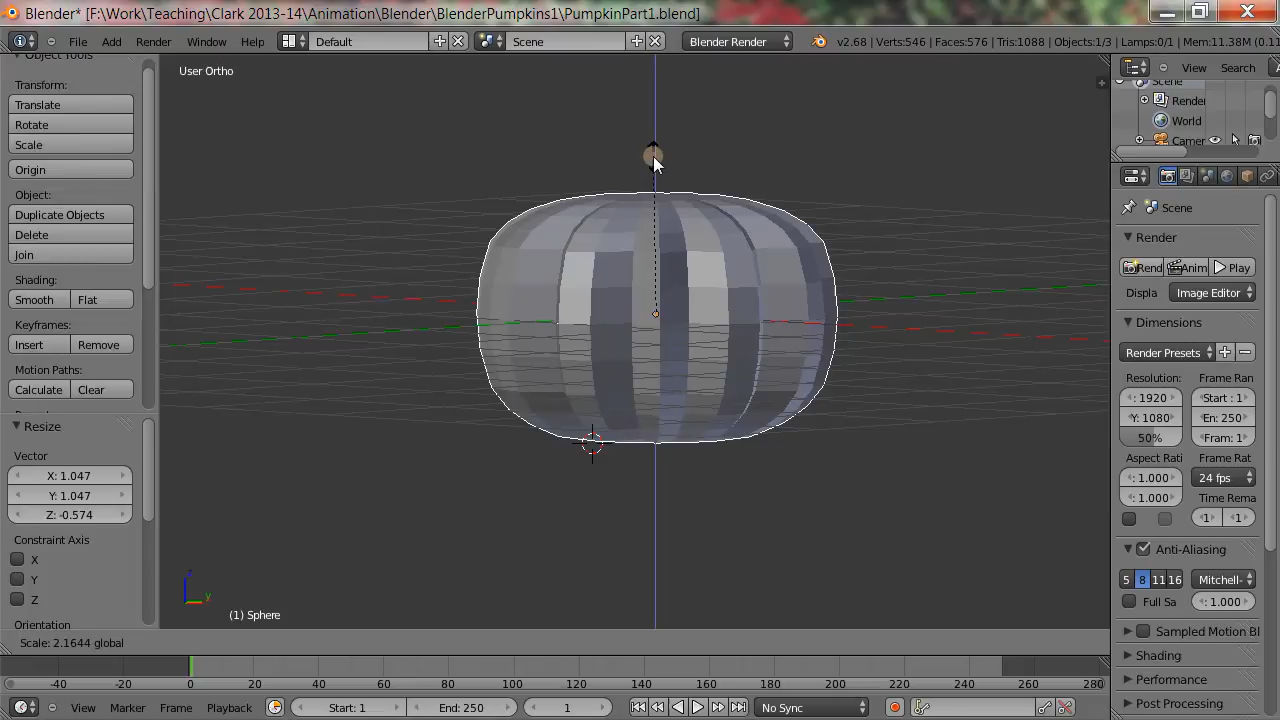 Blender* [F:\Work\Teaching\Clark 2013-14\Animation\Blender\BlenderPumpkins1\PumpkinPart1.blend]
File Add Render Window Help Default Scene Blender Render v2.68 | Verts:546 | Faces:576 | Tris:1088 | Objects:1/3 | Lamps:0/1 | Mem:11.38M (0.1
Object Tools
Transform:
Translate
Rotate
Scale
Origin
Object:
Duplicate Objects
Delete
Join
Shading:
Smooth Flat
Keyframes:
Insert Remove
Motion Paths:
Calculate Clear
Resize
Vector
X: 1.047
Y: 1.047
Z: -0.574
Constraint Axis
X
Y
Z
Orientation
User Ortho
z
y
(1) Sphere
Scale: 2.1644 global
View Search
Scene
Render
World
Camer
Scene
Render
Rend Anim Play
Displa Image Editor
Dimensions
Render Presets
Resolution: Frame Ran
: 1920 Start : 1
Y: 1080 En: 250
50% Fram: 1
Aspect Rati Frame Rat
: 1.000 24 fps
: 1.000 Time Rema
1 1
Anti-Aliasing
5 8 11 16 Mitchell-
Full Sa : 1.000
Sampled Motion Bl
Shading
Performance
Post Processing
-40 -20 0 20 40 60 80 100 120 140 160 180 200 220 240 260 280
View Marker Frame Playback Start: 1 End: 250 1 No Sync